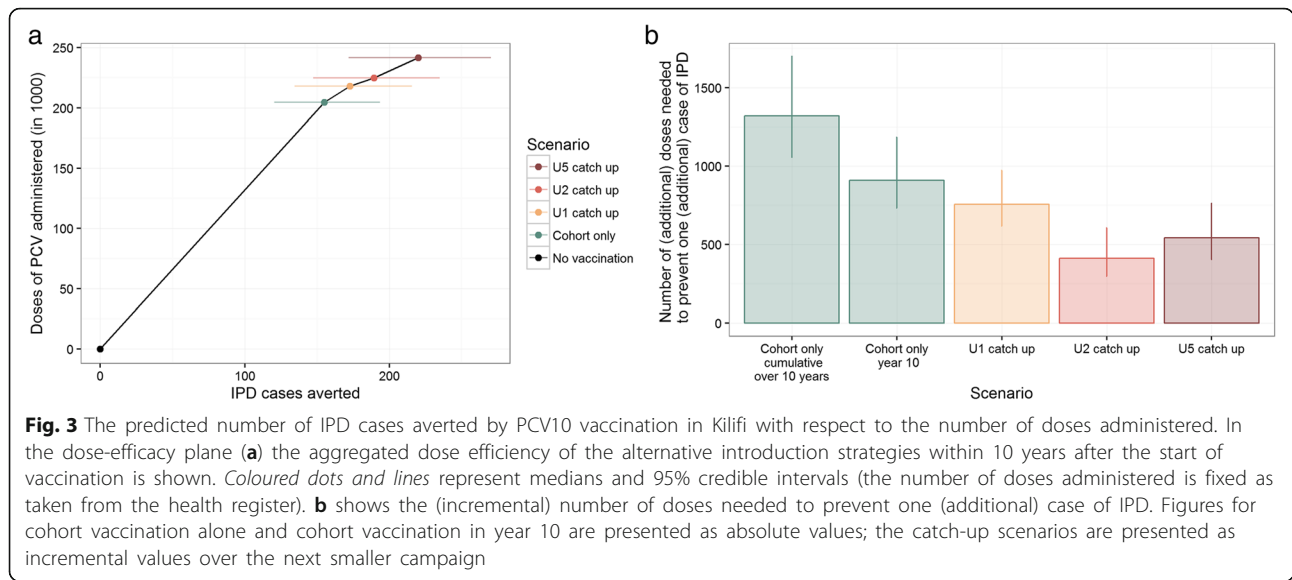 a
250
200
150
100
50
0
Doses of PCV administered (in 1000)
0
100
200
IPD cases averted
Scenario
U5 catch up
U2 catch up
U1 catch up
Cohort only
No vaccination
b
Number of (additional) doses needed
to prevent one (additional) case of IPD
1500
1000
500
0
Cohort only
cumulative
over 10 years
Cohort only
year 10
U1 catch up
U2 catch up
U5 catch up
Scenario
Fig. 3 The predicted number of IPD cases averted by PCV10 vaccination in Kilifi with respect to the number of doses administered. In
the dose-efficacy plane (a) the aggregated dose efficiency of the alternative introduction strategies within 10 years after the start of
vaccination is shown. Coloured dots and lines represent medians and 95% credible intervals (the number of doses administered is fixed as
taken from the health register). b shows the (incremental) number of doses needed to prevent one (additional) case of IPD. Figures for
cohort vaccination alone and cohort vaccination in year 10 are presented as absolute values; the catch-up scenarios are presented as
incremental values over the next smaller campaign